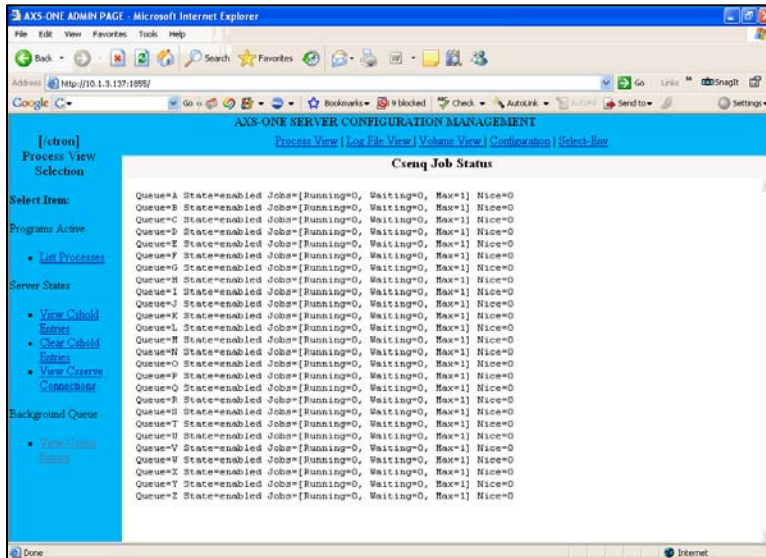 AXS-ONE ADMIN PAGE - Microsoft Internet Explorer
File Edit View Favorites Tools Help
Back Search Favorites
Address http://10.1.3.137:1855/ Go Links SnagIt
Google G Go Bookmarks 9 blocked Check AutoLink AutoFill Send to Settings
AXS-ONE SERVER CONFIGURATION MANAGEMENT
Process View | Log File View | Volume View | Configuration | Select-Env
[/ctron]
Process View
Selection
Select Item:
Programs Active
List Processes
Server States
View Cshold
Entries
Clear Cshold
Entries
View Csserve
Connections
Background Queue
View Csenq
Entries
Csenq Job Status
Queue=A State=enabled Jobs=[Running=0, Waiting=0, Max=1] Nice=0
Queue=B State=enabled Jobs=[Running=0, Waiting=0, Max=1] Nice=0
Queue=C State=enabled Jobs=[Running=0, Waiting=0, Max=1] Nice=0
Queue=D State=enabled Jobs=[Running=0, Waiting=0, Max=1] Nice=0
Queue=E State=enabled Jobs=[Running=0, Waiting=0, Max=1] Nice=0
Queue=F State=enabled Jobs=[Running=0, Waiting=0, Max=1] Nice=0
Queue=G State=enabled Jobs=[Running=0, Waiting=0, Max=1] Nice=0
Queue=H State=enabled Jobs=[Running=0, Waiting=0, Max=1] Nice=0
Queue=I State=enabled Jobs=[Running=0, Waiting=0, Max=1] Nice=0
Queue=J State=enabled Jobs=[Running=0, Waiting=0, Max=1] Nice=0
Queue=K State=enabled Jobs=[Running=0, Waiting=0, Max=1] Nice=0
Queue=L State=enabled Jobs=[Running=0, Waiting=0, Max=1] Nice=0
Queue=M State=enabled Jobs=[Running=0, Waiting=0, Max=1] Nice=0
Queue=N State=enabled Jobs=[Running=0, Waiting=0, Max=1] Nice=0
Queue=O State=enabled Jobs=[Running=0, Waiting=0, Max=1] Nice=0
Queue=P State=enabled Jobs=[Running=0, Waiting=0, Max=1] Nice=0
Queue=Q State=enabled Jobs=[Running=0, Waiting=0, Max=1] Nice=0
Queue=R State=enabled Jobs=[Running=0, Waiting=0, Max=1] Nice=0
Queue=S State=enabled Jobs=[Running=0, Waiting=0, Max=1] Nice=0
Queue=T State=enabled Jobs=[Running=0, Waiting=0, Max=1] Nice=0
Queue=U State=enabled Jobs=[Running=0, Waiting=0, Max=1] Nice=0
Queue=V State=enabled Jobs=[Running=0, Waiting=0, Max=1] Nice=0
Queue=W State=enabled Jobs=[Running=0, Waiting=0, Max=1] Nice=0
Queue=X State=enabled Jobs=[Running=0, Waiting=0, Max=1] Nice=0
Queue=Y State=enabled Jobs=[Running=0, Waiting=0, Max=1] Nice=0
Queue=Z State=enabled Jobs=[Running=0, Waiting=0, Max=1] Nice=0
Done Internet